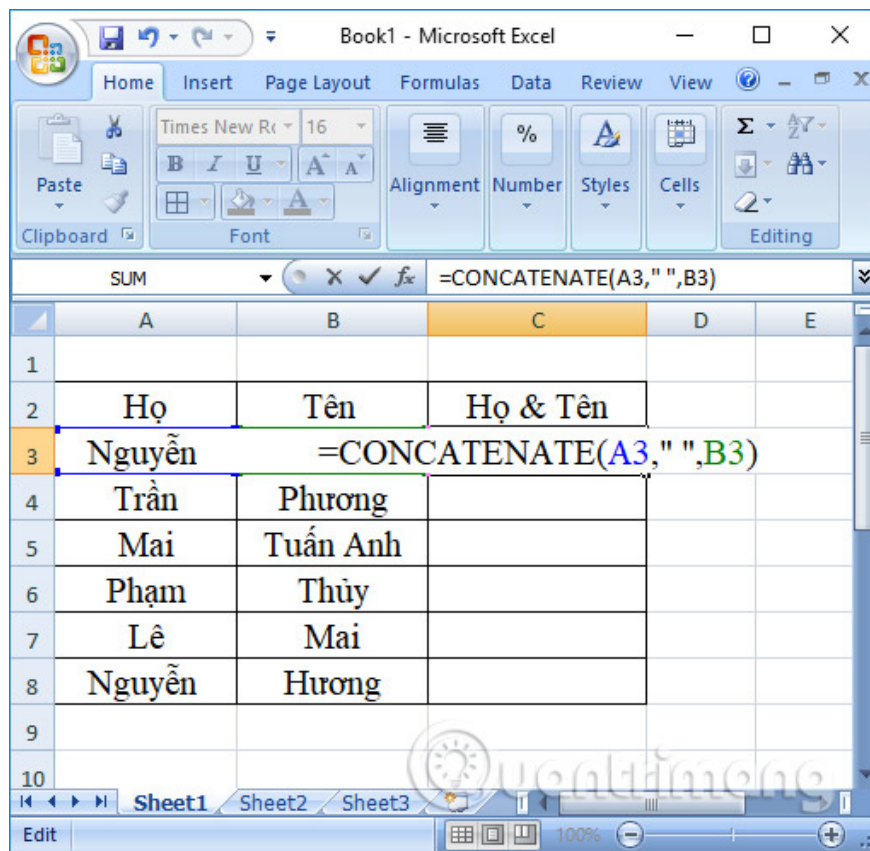 Book1 - Microsoft Excel
Home Insert Page Layout Formulas Data Review View
Times New Ro 16
Paste B I U A A Alignment Number Styles Cells Σ
% A
Clipboard Font Editing
SUM fx =CONCATENATE(A3," ",B3)
A B C D E
1
2 Họ Tên Họ & Tên
3 Nguyễn =CONCATENATE(A3," ",B3)
4 Trần Phương
5 Mai Tuấn Anh
6 Phạm Thủy
7 Lê Mai
8 Nguyễn Hương
9
10
Quantrimang
Sheet1 Sheet2 Sheet3
Edit 100%